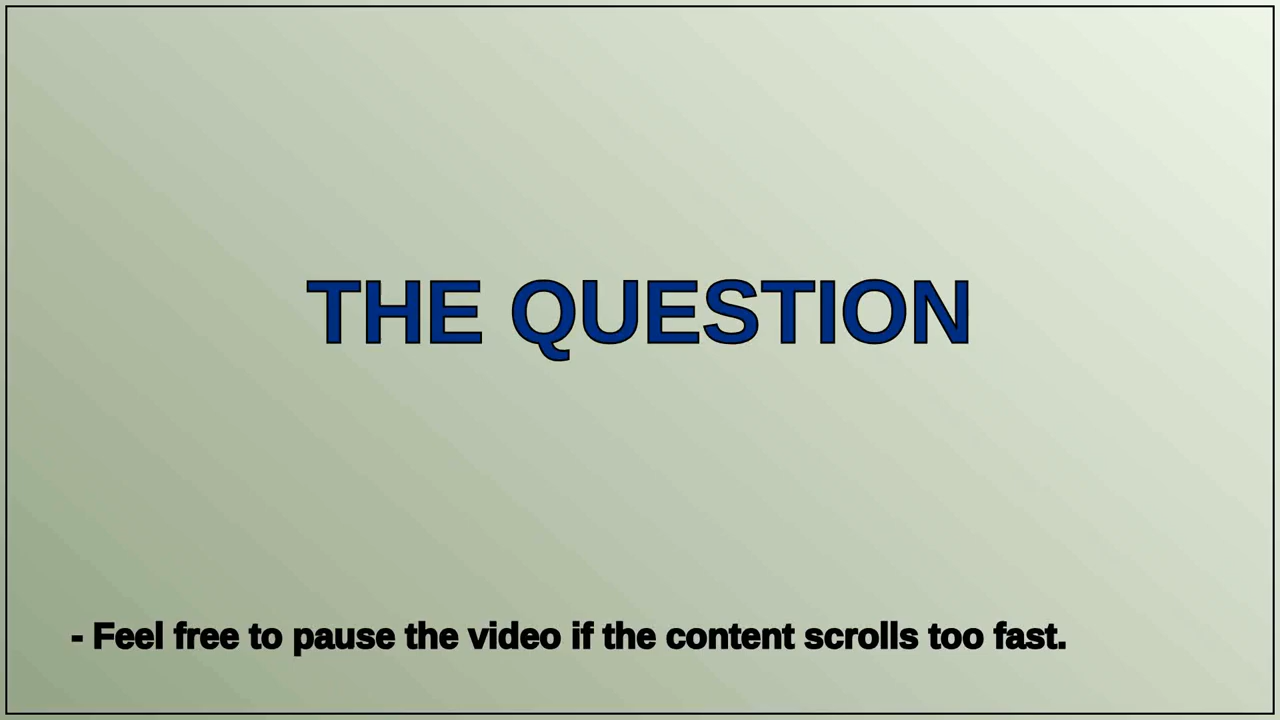 THE QUESTION
- Feel free to pause the video if the content scrolls too fast.